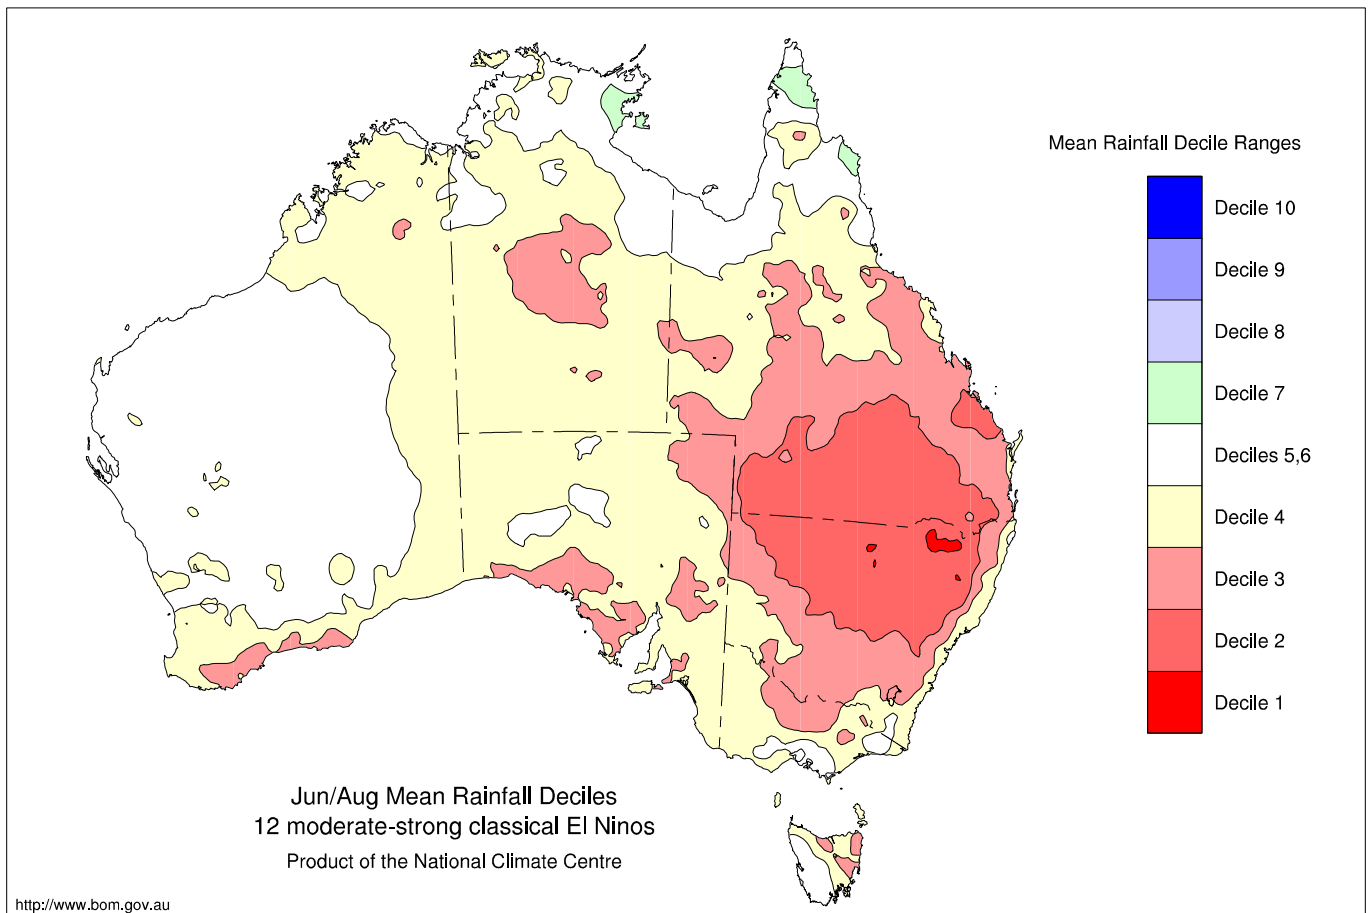 Mean Rainfall Decile Ranges
Decile 10
Decile 9
Decile 8
Decile 7
Deciles 5,6
Decile 4
Decile 3
Decile 2
Decile 1
Jun/Aug Mean Rainfall Deciles
12 moderate-strong classical El Ninos
Product of the National Climate Centre
http://www.bom.gov.au